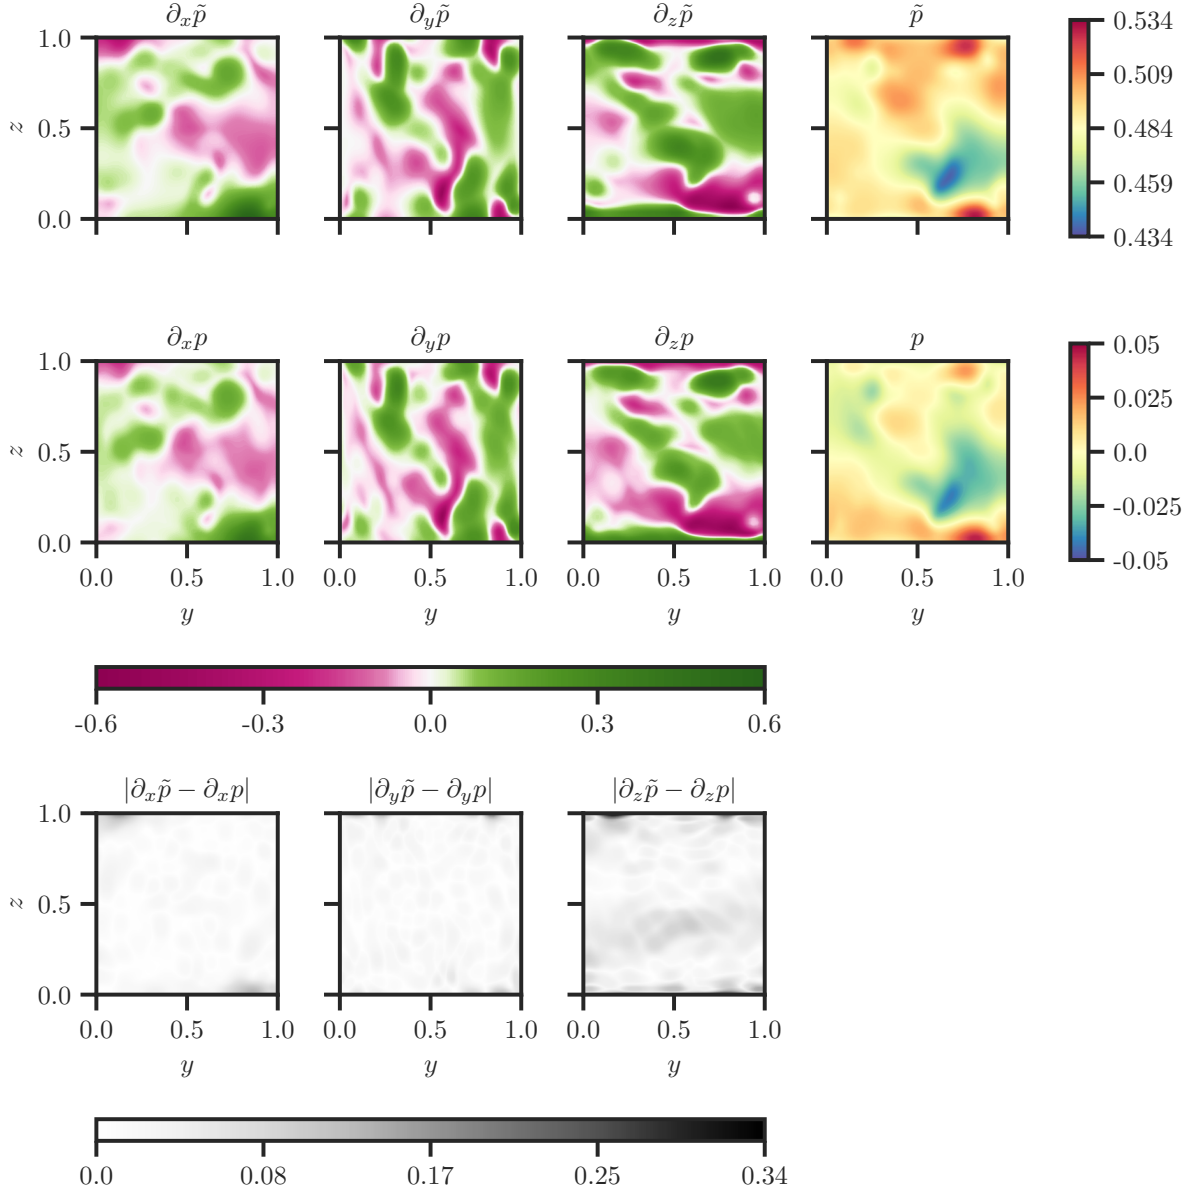 ∂ₓp̃ ∂ᵧp̃ ∂_z p̃ p̃
1.0 0.534
0.509
z 0.5 0.484
0.459
0.0 0.434
∂ₓp ∂ᵧp ∂_z p p
1.0 0.05
0.025
z 0.5 0.0
-0.025
0.0 -0.05
0.0 0.5 1.0 0.0 0.5 1.0 0.0 0.5 1.0 0.0 0.5 1.0
y y y y
-0.6 -0.3 0.0 0.3 0.6
|∂ₓp̃ − ∂ₓp| |∂ᵧp̃ − ∂ᵧp| |∂_z p̃ − ∂_z p|
1.0
z 0.5
0.0
0.0 0.5 1.0 0.0 0.5 1.0 0.0 0.5 1.0
y y y
0.0 0.08 0.17 0.25 0.34